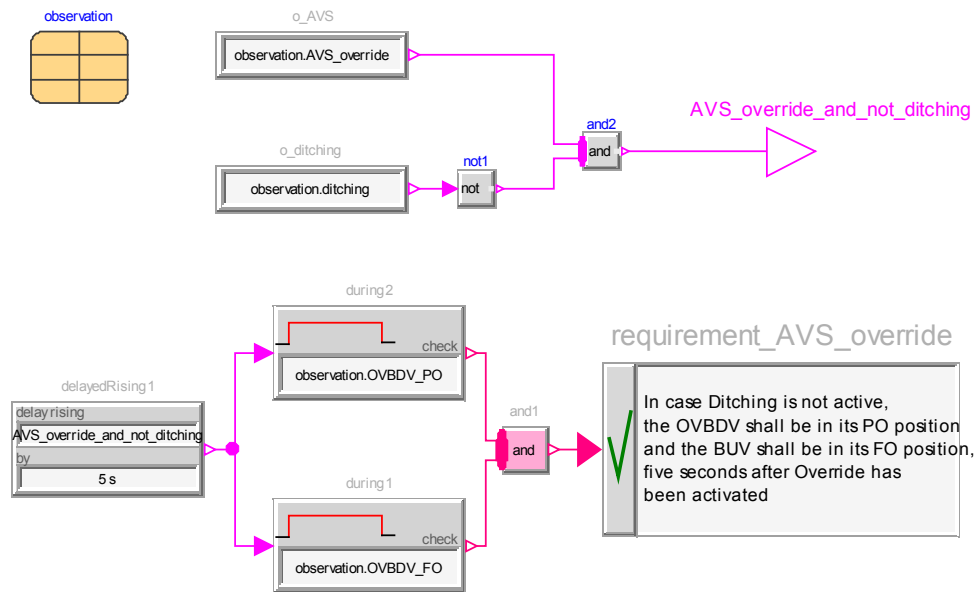 observation
o_AVS
observation.AVS_override
AVS_override_and_not_ditching
and2
and
o_ditching
not1
observation.ditching
not
during2
check
observation.OVBDV_PO
requirement_AVS_override
delayedRising1
delay rising
AVS_override_and_not_ditching
by
5 s
and1
and
In case Ditching is not active,
the OVBDV shall be in its PO position
and the BUV shall be in its FO position,
five seconds after Override has
been activated
during1
check
observation.OVBDV_FO